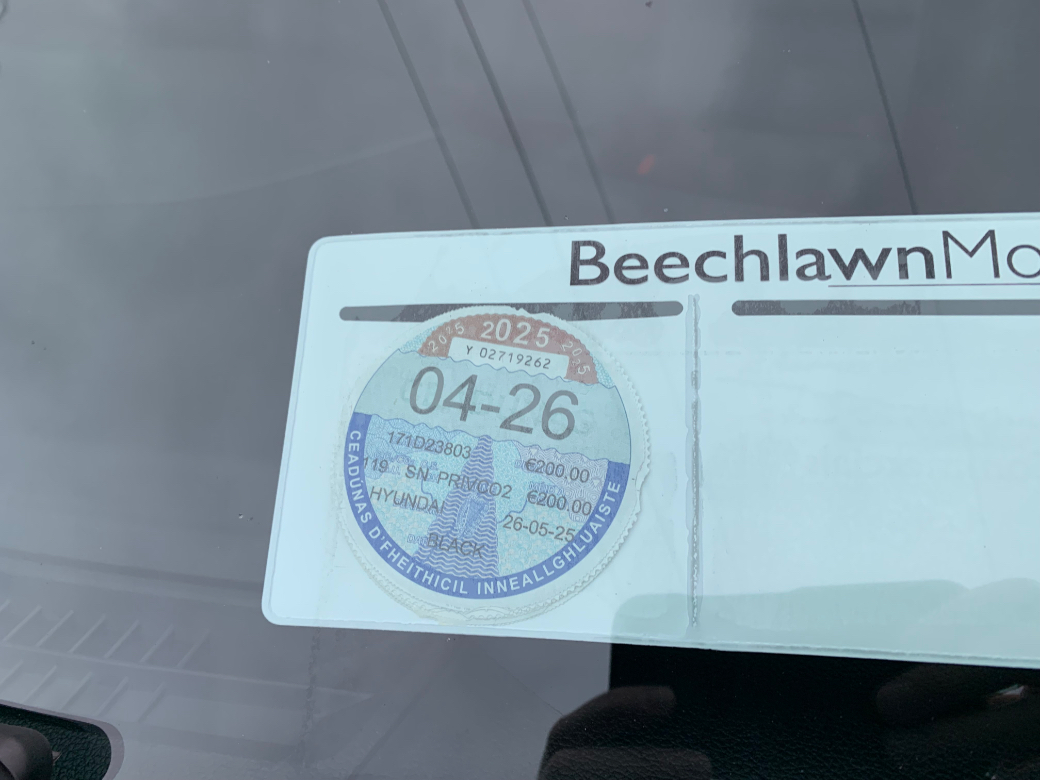 BeechlawnMo
2025 2025 2025
Y 02719262
04-26
171D23803 €200.00
119 SN PRIVCO2 €200.00
HYUNDAI 26-05-25
BLACK
CEADÚNAS D'FHEITHICIL INNEALLGHLUAISTE